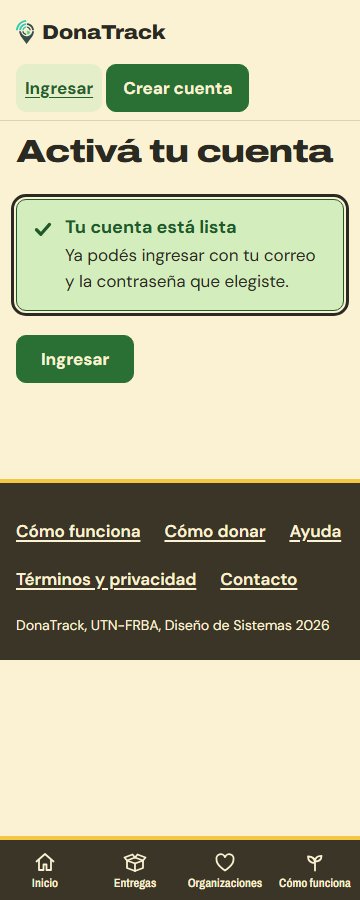 DonaTrack
Ingresar
Crear cuenta
Activá tu cuenta
Tu cuenta está lista
Ya podés ingresar con tu correo
y la contraseña que elegiste.
Ingresar
Cómo funciona
Cómo donar
Ayuda
Términos y privacidad
Contacto
DonaTrack, UTN-FRBA, Diseño de Sistemas 2026
Inicio
Entregas
Organizaciones
Cómo funciona